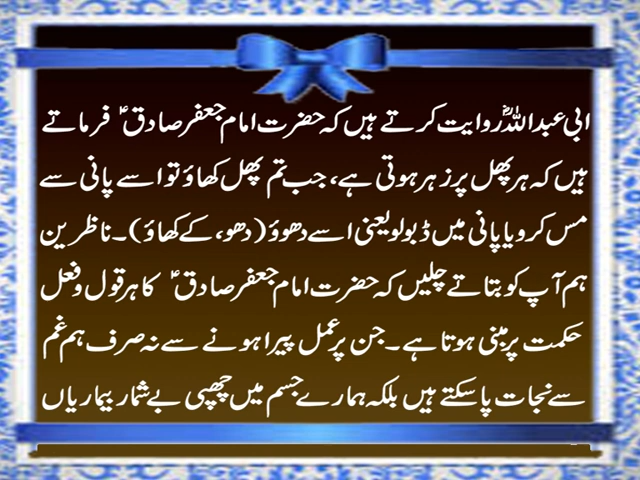 ابی عبداللہؓ روایت کرتے ہیں کہ حضرت امام جعفر صادقؑ فرماتے
ہیں کہ ہر پھل پر زہر ہوتی ہے، جب تم پھل کھاؤ تو اسے پانی سے
مس کرو یا پانی میں ڈبولو یعنی اسے دھوؤ (دھو، کے کھاؤ)۔ ناظرین
ہم آپ کو بتاتے چلیں کہ حضرت امام جعفر صادقؑ کا ہر قول و فعل
حکمت پر مبنی ہوتا ہے۔ جن پر عمل پیرا ہونے سے نہ صرف ہم غم
سے نجات پا سکتے ہیں بلکہ ہمارے جسم میں چھپی بے شمار بیماریاں